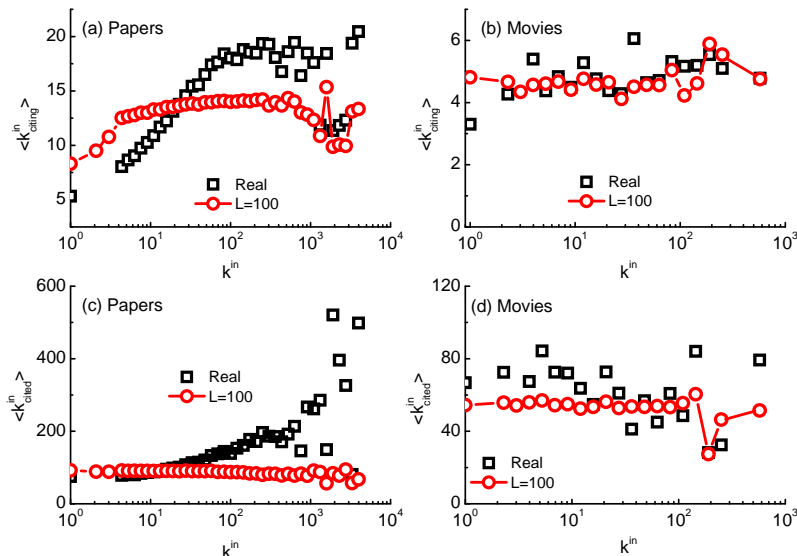 (a) Papers
<k^in_citing>
25
20
15
10
5
Real
L=100
10^0
10^1
10^2
10^3
10^4
k^in
(b) Movies
<k^in_citing>
6
4
2
0
Real
L=100
10^0
10^1
10^2
10^3
k^in
(c) Papers
<k^in_cited>
600
400
200
0
Real
L=100
10^0
10^1
10^2
10^3
10^4
k^in
(d) Movies
<k^in_cited>
120
80
40
0
Real
L=100
10^0
10^1
10^2
10^3
k^in